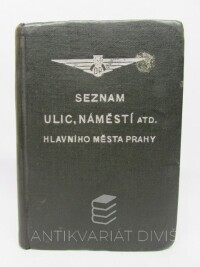 SEZNAM
ULIC, NÁMĚSTÍ ATD.
HLAVNÍHO MĚSTA PRAHY
ANTIKVARIÁT DIVIŠ